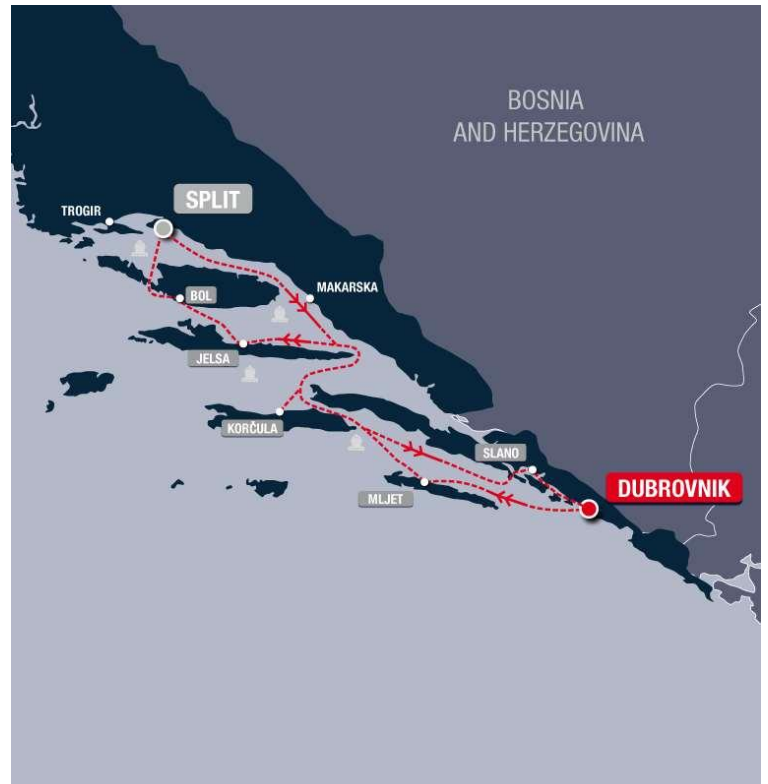 BOSNIA
AND HERZEGOVINA
SPLIT
TROGIR
BOL
MAKARSKA
JELSA
KORČULA
SLANO
MLJET
DUBROVNIK